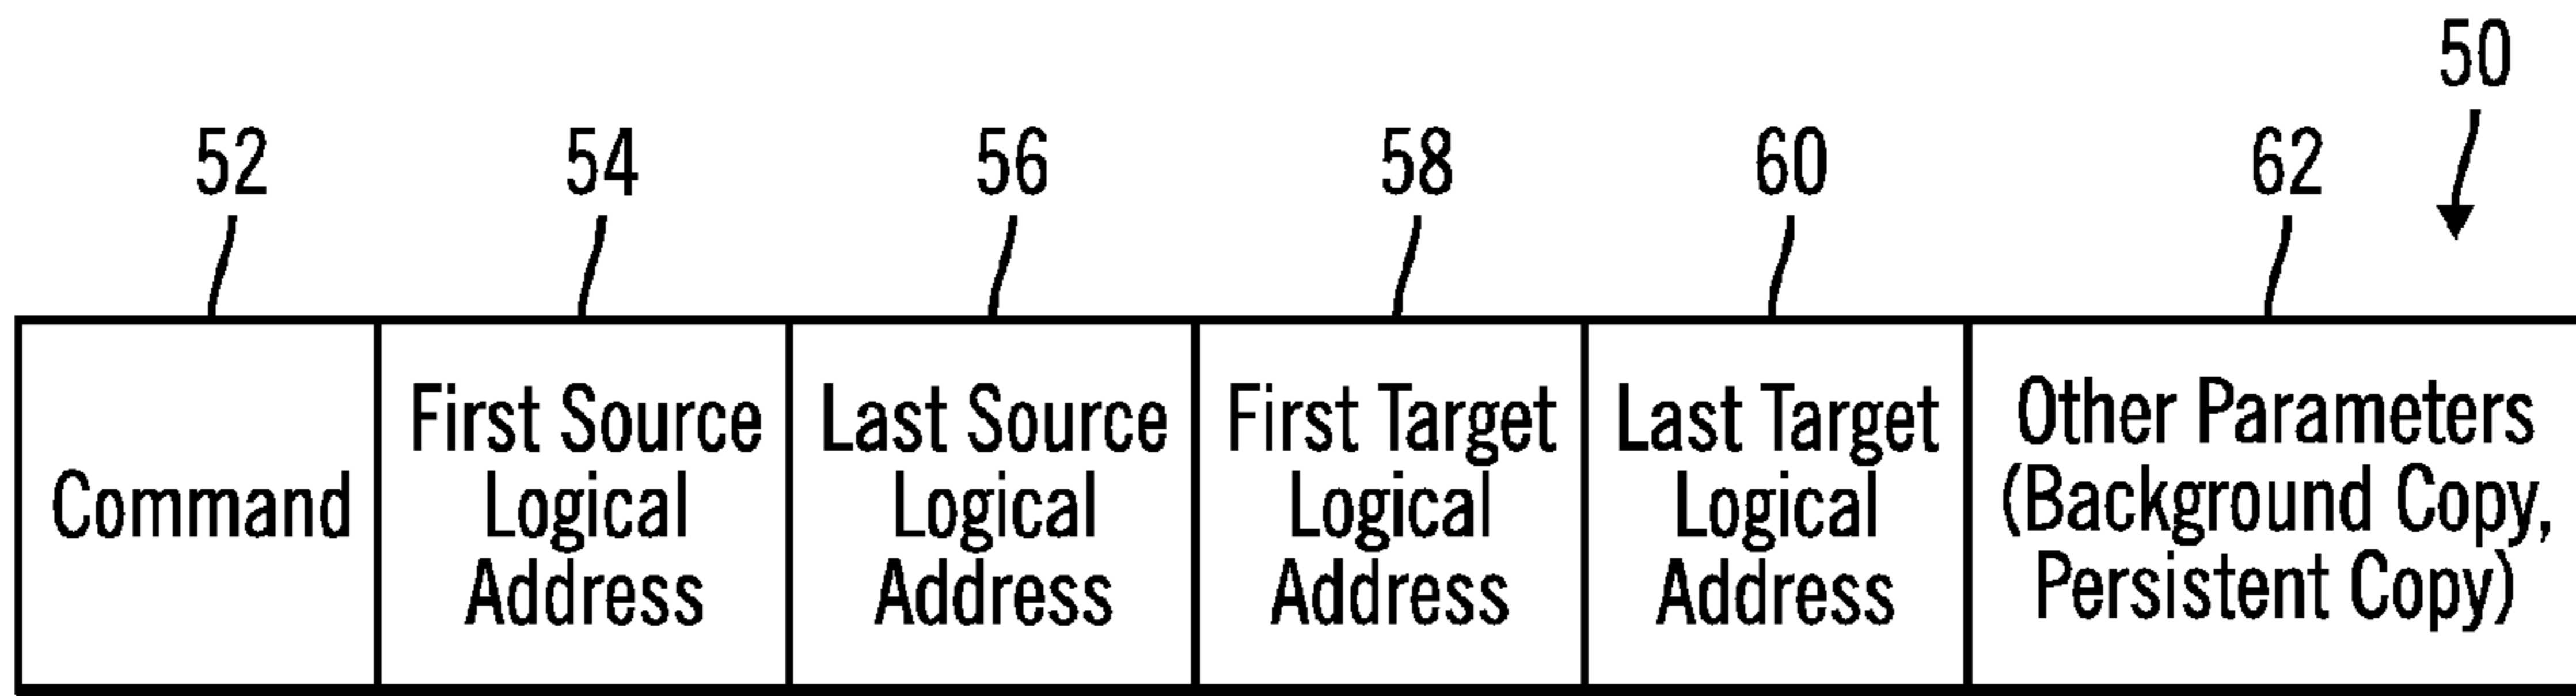 50
52
54
56
58
60
62
Command
First Source
Logical
Address
Last Source
Logical
Address
First Target
Logical
Address
Last Target
Logical
Address
Other Parameters
(Background Copy,
Persistent Copy)